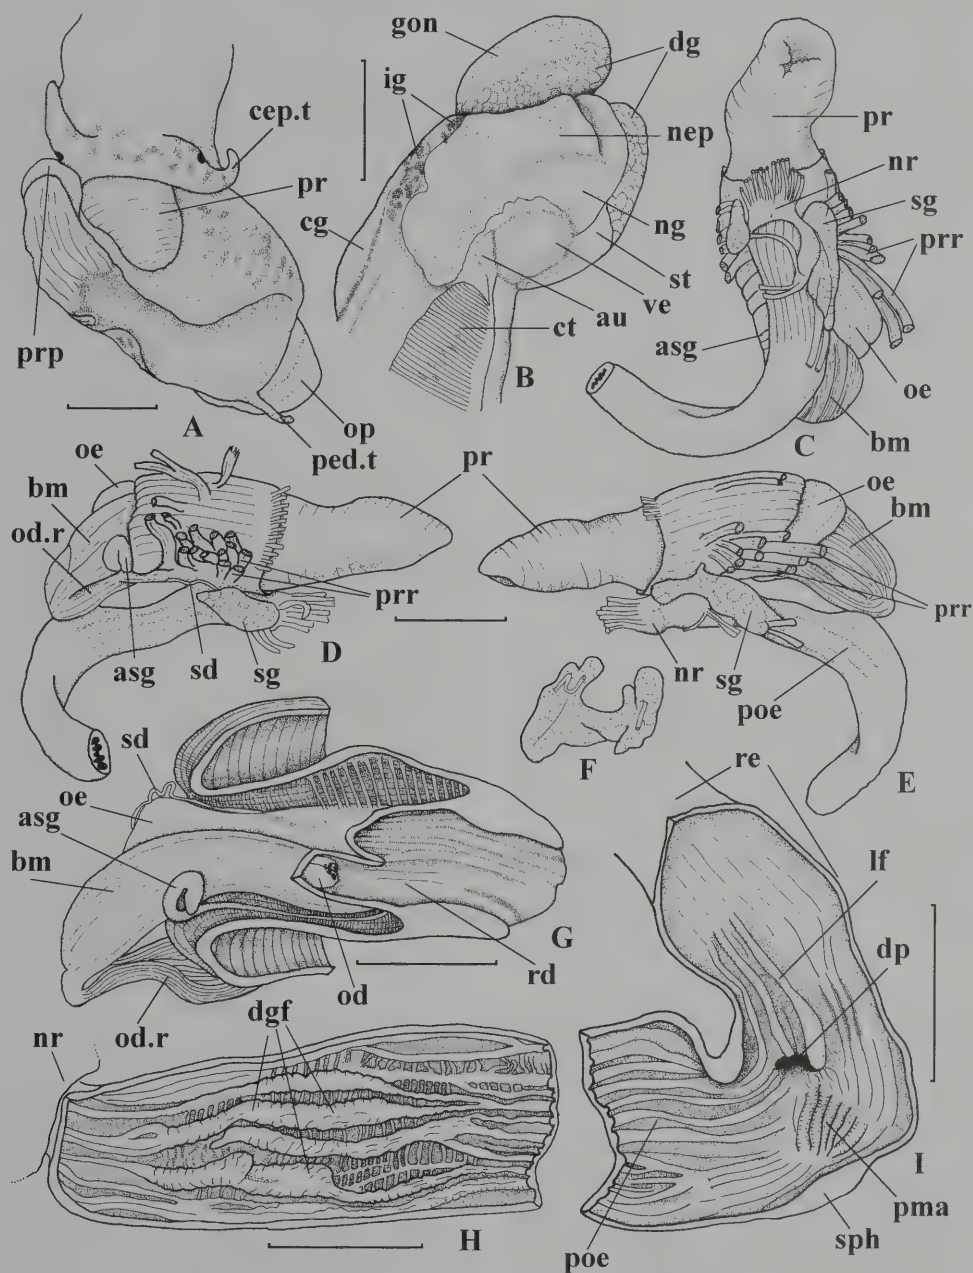 gon
dg
ig
cep.t
pr
nep
pr
nr
sg
cg
ng
prr
st
ve
au
ct
prp
asg
B
oe
A
op
ped.t
C
bm
oe
bm
od.r
pr
oe
bm
prr
prr
D
asg
sd
sg
nr
sg
poe
E
F
sd
oe
asg
bm
re
lf
dp
G
od
rd
od.r
dgf
nr
I
pma
H
poe
sph